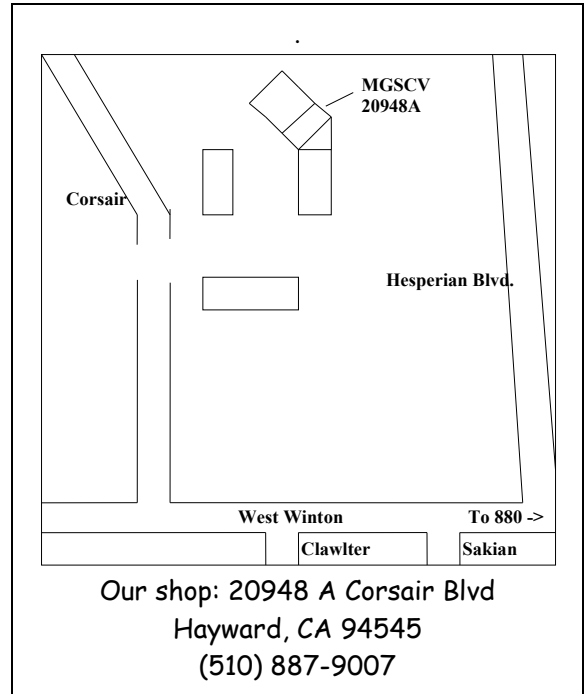 MGSCV
20948A
Corsair
Hesperian Blvd.
West Winton
To 880 ->
Clawlter
Sakian
Our shop: 20948 A Corsair Blvd
Hayward, CA 94545
(510) 887-9007